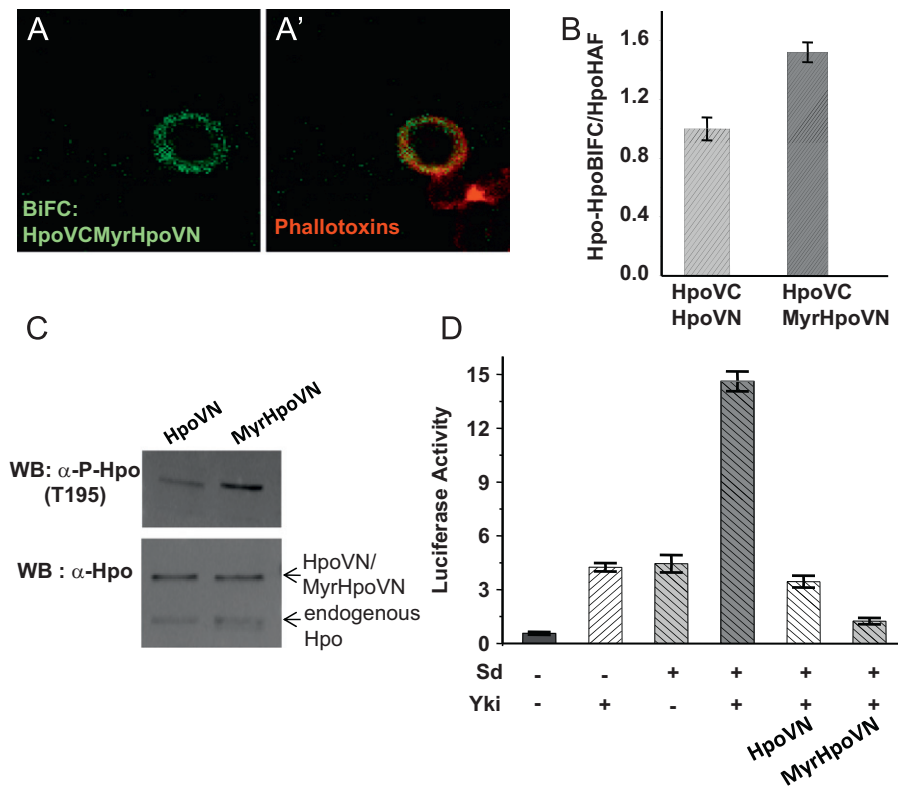 A
A'
BiFC:
HpoVCMyrHpoVN
Phallotoxins
B
Hpo-HpoBIFC/HpoHAF
1.6
1.2
0.8
0.4
0.0
HpoVC
HpoVN
HpoVC
MyrHpoVN
C
HpoVN
MyrHpoVN
WB: α-P-Hpo
(T195)
WB : α-Hpo
HpoVN/
MyrHpoVN
endogenous
Hpo
D
Luciferase Activity
15
12
9
6
3
0
Sd - - + + + +
Yki - + - + + +
HpoVN
MyrHpoVN